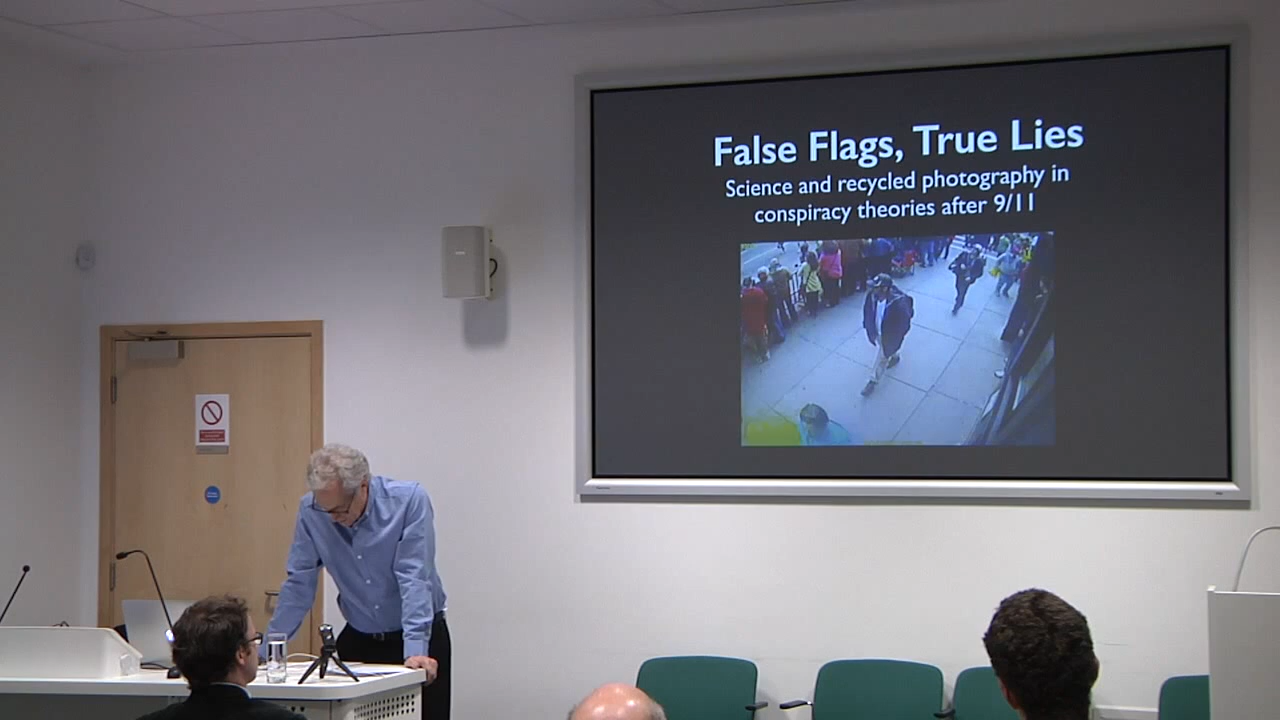 False Flags, True Lies
Science and recycled photography in
conspiracy theories after 9/11